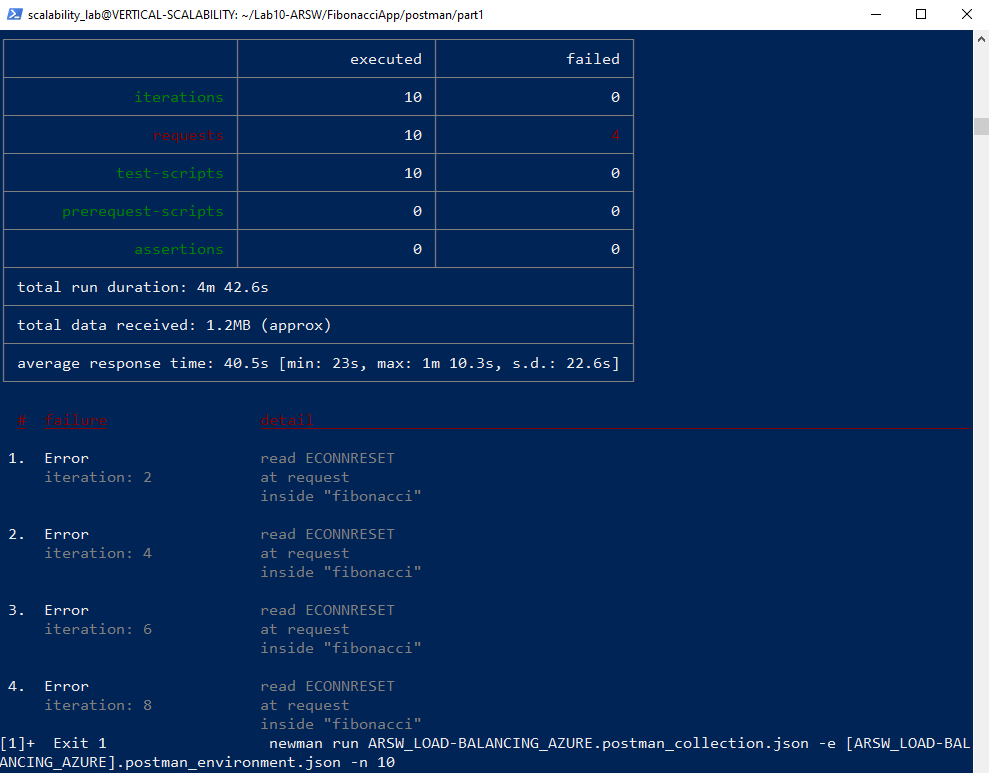 scalability_lab@VERTICAL-SCALABILITY: ~/Lab10-ARSW/FibonacciApp/postman/part1
executed failed
iterations 10 0
requests 10 4
test-scripts 10 0
prerequest-scripts 0 0
assertions 0 0
total run duration: 4m 42.6s
total data received: 1.2MB (approx)
average response time: 40.5s [min: 23s, max: 1m 10.3s, s.d.: 22.6s]
# failure detail
1. Error read ECONNRESET
iteration: 2 at request
inside "fibonacci"
2. Error read ECONNRESET
iteration: 4 at request
inside "fibonacci"
3. Error read ECONNRESET
iteration: 6 at request
inside "fibonacci"
4. Error read ECONNRESET
iteration: 8 at request
inside "fibonacci"
[1]+ Exit 1 newman run ARSW_LOAD-BALANCING_AZURE.postman_collection.json -e [ARSW_LOAD-BAL
ANCING_AZURE].postman_environment.json -n 10